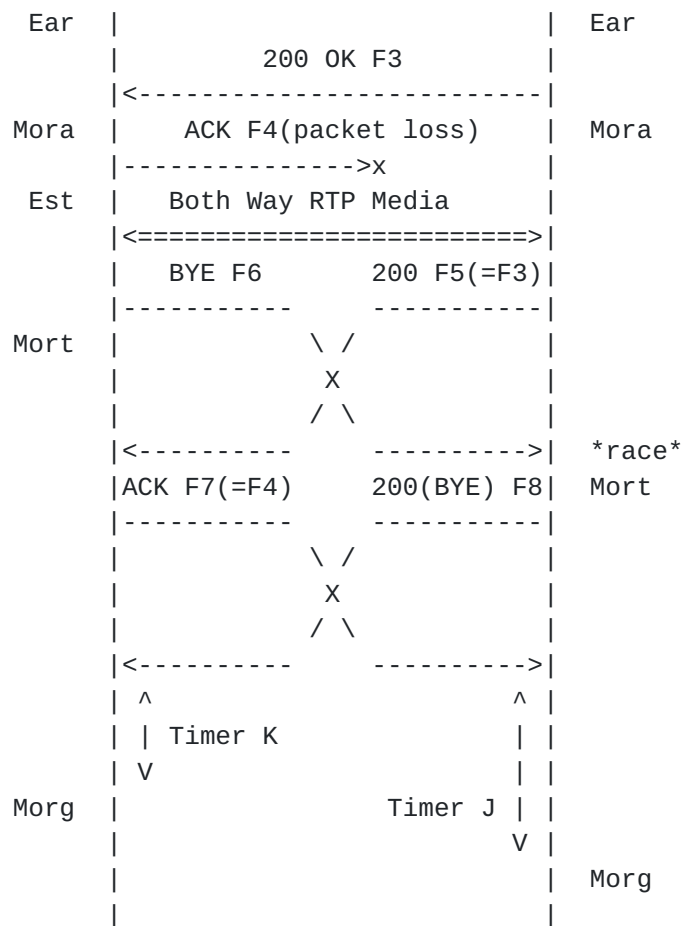 Ear  |                           |  Ear
     |         200 OK F3         |
     |<--------------------------|
Mora |    ACK F4(packet loss)    |  Mora
     |--------------->x          |
Est  |   Both Way RTP Media      |
     |<=========================>|
     |   BYE F6       200 F5(=F3)|
     |-----------     -----------|
Mort |            \ /            |
     |             X             |
     |            / \            |
     |<----------     ---------->|  *race*
     |ACK F7(=F4)     200(BYE) F8|  Mort
     |-----------     -----------|
     |            \ /            |
     |             X             |
     |            / \            |
     |<----------     ---------->|
     | ^                       ^ |
     | | Timer K               | |
     | V                       | |
Morg |                 Timer J | |
     |                         V |
     |                           |  Morg
     |                           |